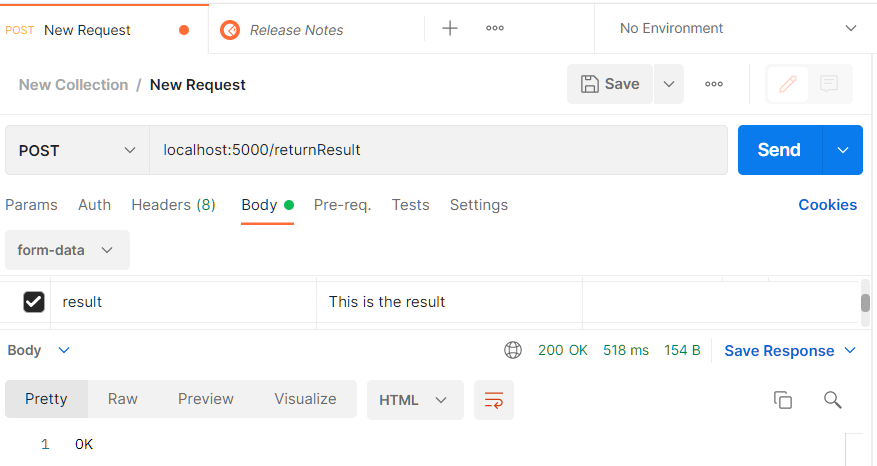 POST New Request Release Notes No Environment
New Collection / New Request Save
POST localhost:5000/returnResult Send
Params Auth Headers (8) Body Pre-req. Tests Settings Cookies
form-data
result This is the result
Body 200 OK 518 ms 154 B Save Response
Pretty Raw Preview Visualize HTML
1 OK